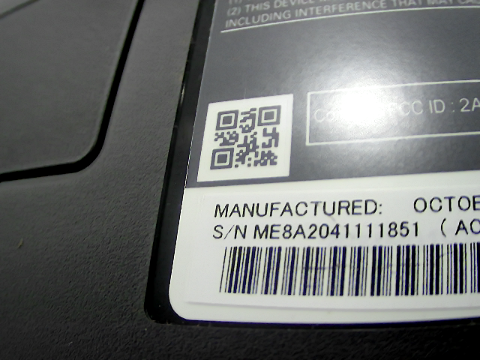 (2) THIS DEVICE
INCLUDING INTERFERENCE THAT MAY
FCC ID : 2A
MANUFACTURED: OCTOB
S/N ME8A2041111851 ( AC